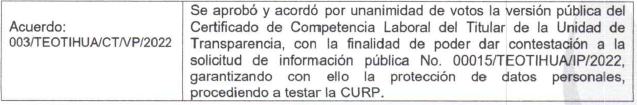 Acuerdo:
003/TEOTIHUA/CT/VP/2022
Se aprobó y acordó por unanimidad de votos la versión pública del
Certificado de Competencia Laboral del Titular de la Unidad de
Transparencia, con la finalidad de poder dar contestación a la
solicitud de información pública No. 00015/TEOTIHUA/IP/2022,
garantizando con ello la protección de datos personales,
procediendo a testar la CURP.